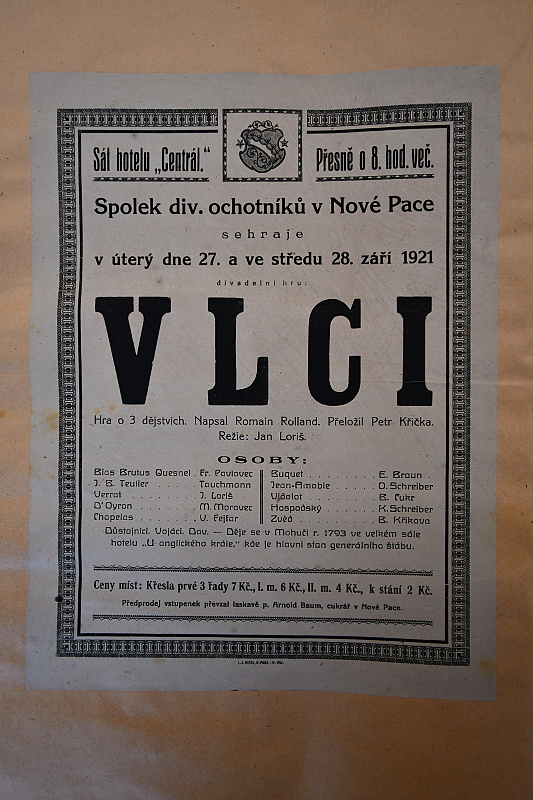 Sál hotelu „Centrál.“
Přesně o 8. hod. več.
Spolek div. ochotníků v Nové Pace
sehraje
v úterý dne 27. a ve středu 28. září 1921
divadelní hru:
VLCI
Hra o 3 dějstvích. Napsal Romain Rolland. Přeložil Petr Křička.
Režie: Jan Loriš.
OSOBY:
Blas Brutus Quesnel . Fr. Pavlovec
J. B. Teulier . . . . Tauchmann
Verrat . . . . . J. Loriš
D'Oyron . . . . M. Moravec
Chapelas . . . . V. Fejfar
Buquet . . . . . . . E. Braun
Jean-Amable . . . . O. Schreiber
Vidalot . . . . . . B. Cukr
Hospodský . . . . . K. Schreiber
Zvěd . . . . . . . B. Křikava
Důstojníci. Vojáci. Dav. — Děje se v Mohuči r. 1793 ve velkém sále
hotelu „U anglického krále,“ kde je hlavní stan generálního štábu.
Ceny míst: Křesla prvé 3 řady 7 Kč., I. m. 6 Kč., II. m. 4 Kč., k stání 2 Kč.
Předprodej vstupenek převzal laskavě p. Arnold Baum, cukrář v Nové Pace.